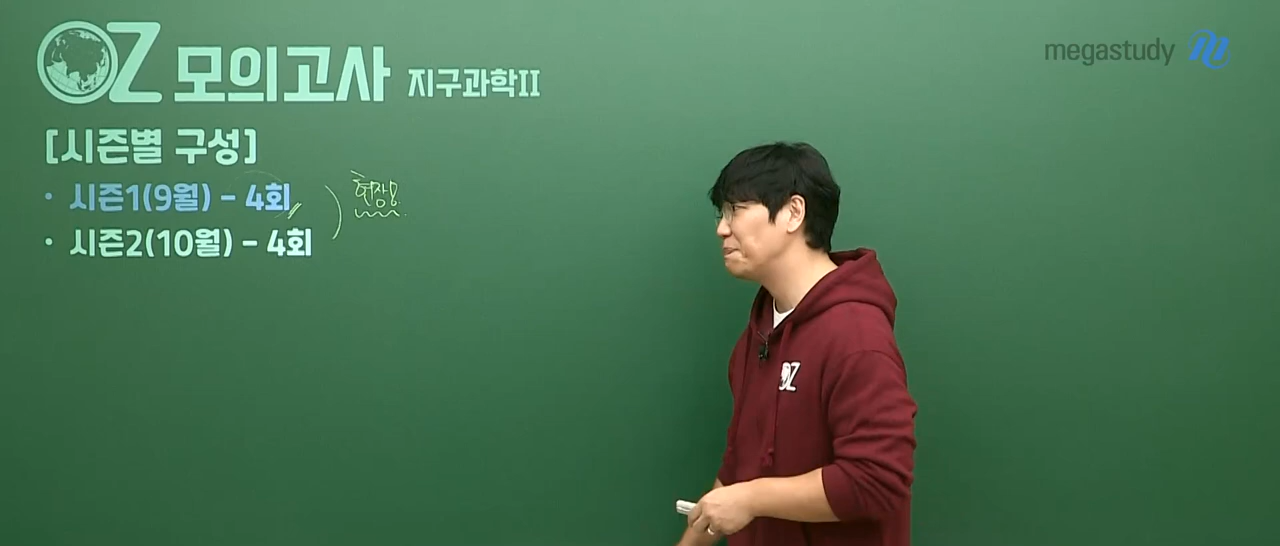 OZ 모의고사 지구과학II
megastudy
[시즌별 구성]
• 시즌1(9월) – 4회
현장용
• 시즌2(10월) – 4회
OZ